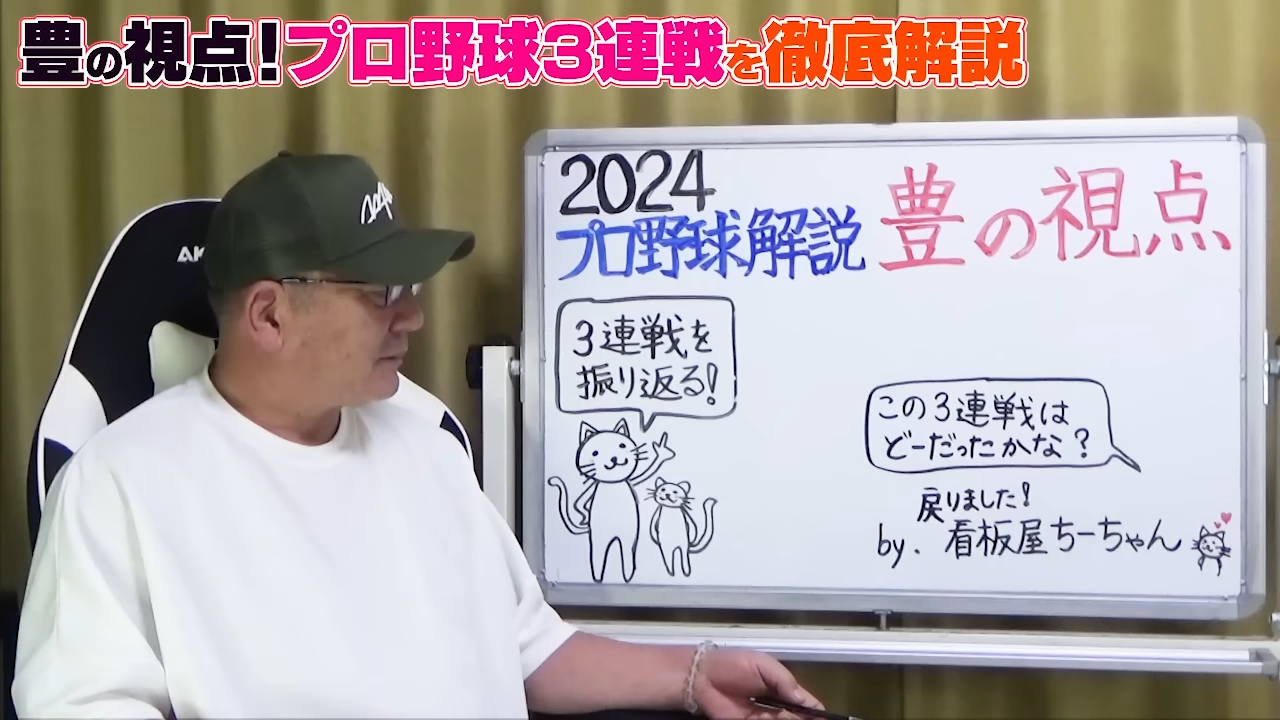 豊の視点!プロ野球3連戦を徹底解説
AK
2024
プロ野球解説 豊の視点
3連戦を
振り返る!
この3連戦は
どーだったかな?
戻りました!
by. 看板屋ちーちゃん